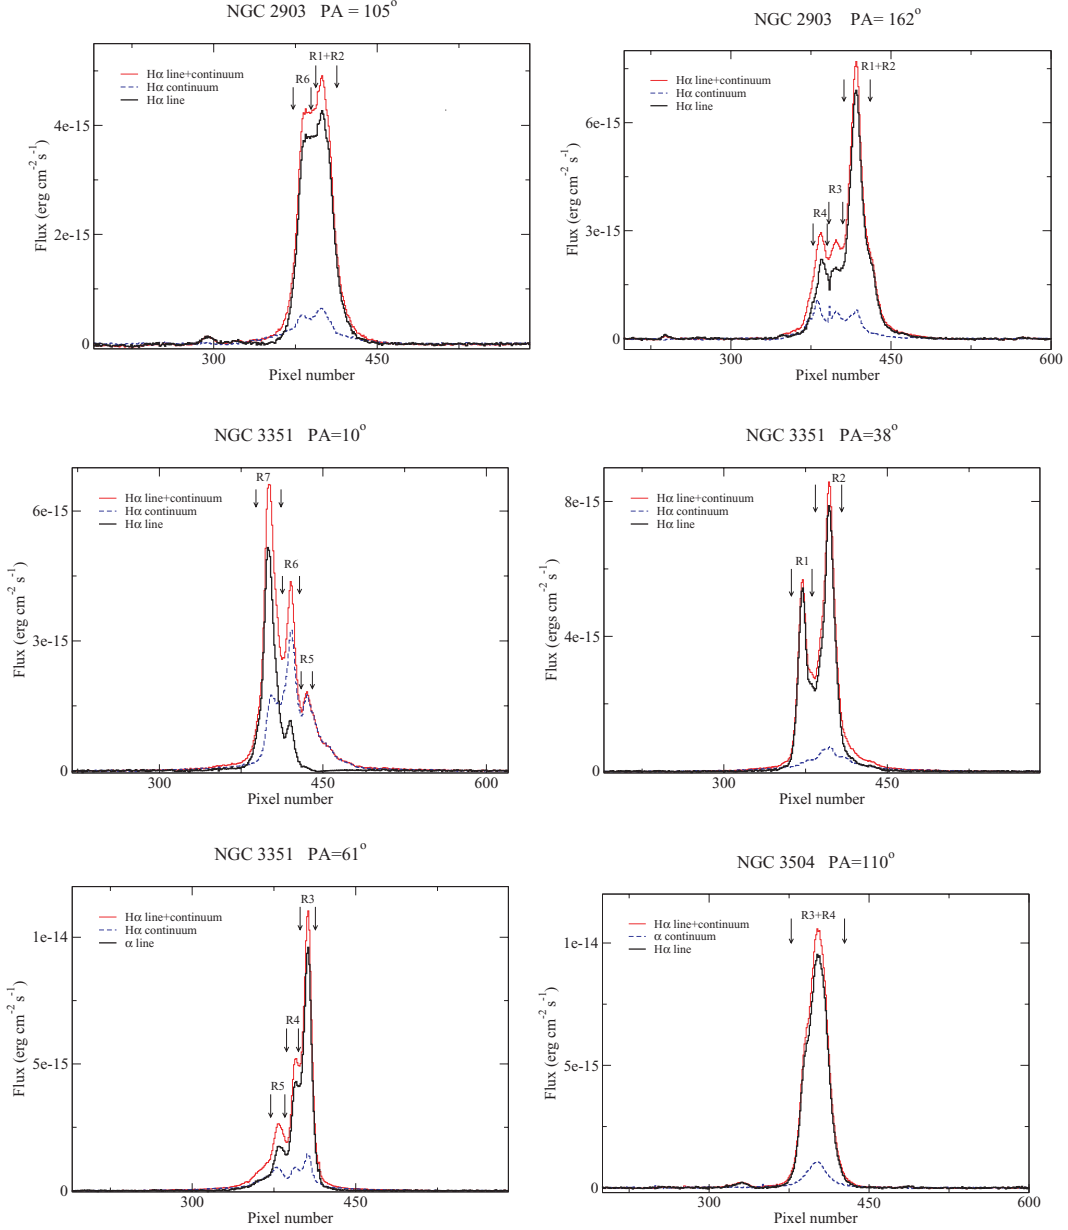 NGC 2903 PA = 105°
R1+R2
R6
Hα line+continuum
Hα continuum
Hα line
4e-15
2e-15
0
Flux (erg cm⁻² s⁻¹)
300
450
Pixel number
NGC 2903 PA= 162°
R1+R2
R3
R4
Hα line+continuum
Hα continuum
Hα line
6e-15
3e-15
0
Flux (erg cm⁻² s⁻¹)
300
450
600
Pixel number
NGC 3351 PA=10°
R7
R6
R5
Hα line+continuum
Hα continuum
Hα line
6e-15
3e-15
0
Flux (erg cm⁻² s⁻¹)
300
450
600
Pixel number
NGC 3351 PA=38°
R2
R1
Hα line+continuum
Hα continuum
Hα line
8e-15
4e-15
0
Flux (ergs cm⁻² s⁻¹)
300
450
Pixel number
NGC 3351 PA=61°
R3
R4
R5
Hα line+continuum
Hα continuum
α line
1e-14
5e-15
0
Flux (erg cm⁻² s⁻¹)
300
450
Pixel number
NGC 3504 PA=110°
R3+R4
Hα line+continuum
α continuum
Hα line
1e-14
5e-15
0
Flux (erg cm⁻² s⁻¹)
300
450
600
Pixel number